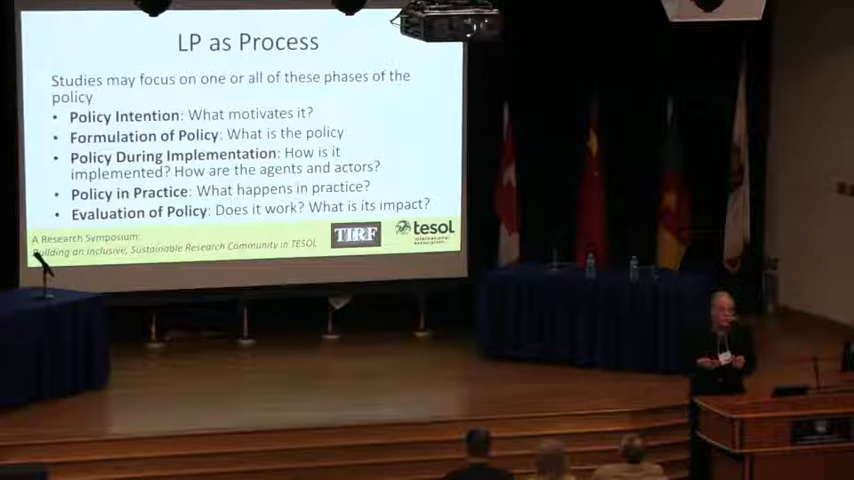 LP as Process
Studies may focus on one or all of these phases of the
policy
• Policy Intention: What motivates it?
• Formulation of Policy: What is the policy
• Policy During Implementation: How is it
implemented? How are the agents and actors?
• Policy in Practice: What happens in practice?
• Evaluation of Policy: Does it work? What is its impact?
A Research Symposium:
Building an Inclusive, Sustainable Research Community in TESOL
TIRF
tesol
international
association